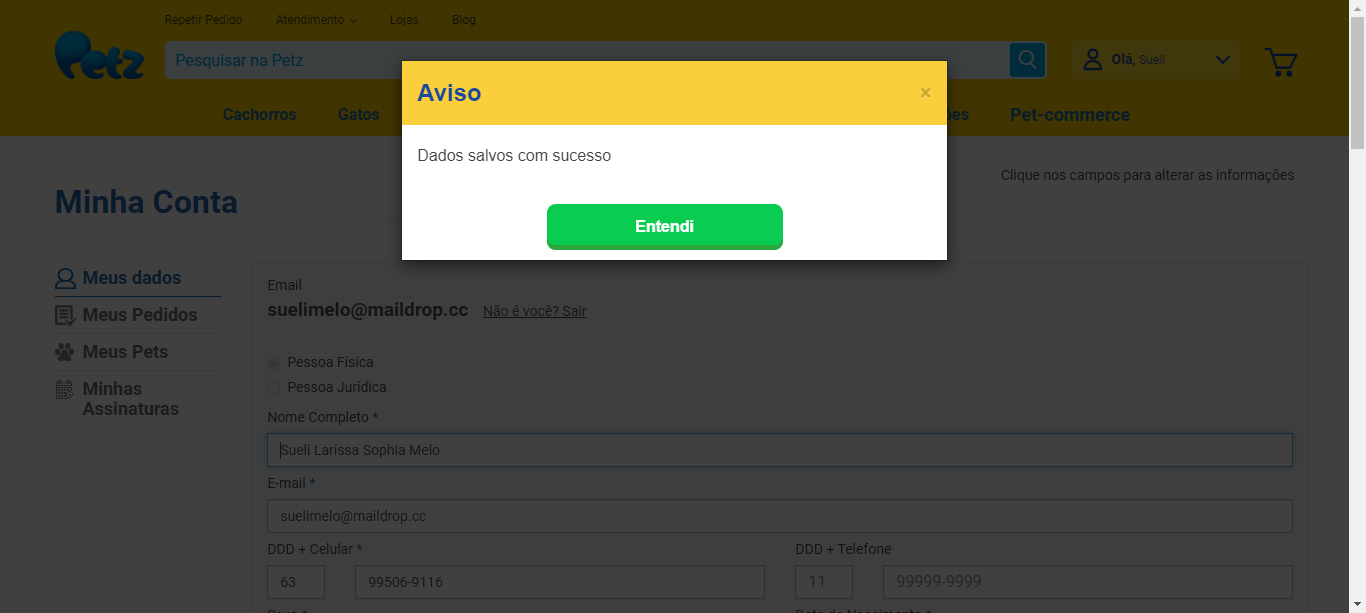 Repetir Pedido Atendimento Lojas Blog
Petz
Pesquisar na Petz
Olá, Sueli
Cachorros Gatos Pet-commerce
Aviso ×
Dados salvos com sucesso
Entendi
Clique nos campos para alterar as informações
Minha Conta
Meus dados
Meus Pedidos
Meus Pets
Minhas
Assinaturas
Email
suelimelo@maildrop.cc Não é você? Sair
Pessoa Física
Pessoa Jurídica
Nome Completo *
Sueli Larissa Sophia Melo
E-mail *
suelimelo@maildrop.cc
DDD + Celular * DDD + Telefone
63 99506-9116 11 99999-9999